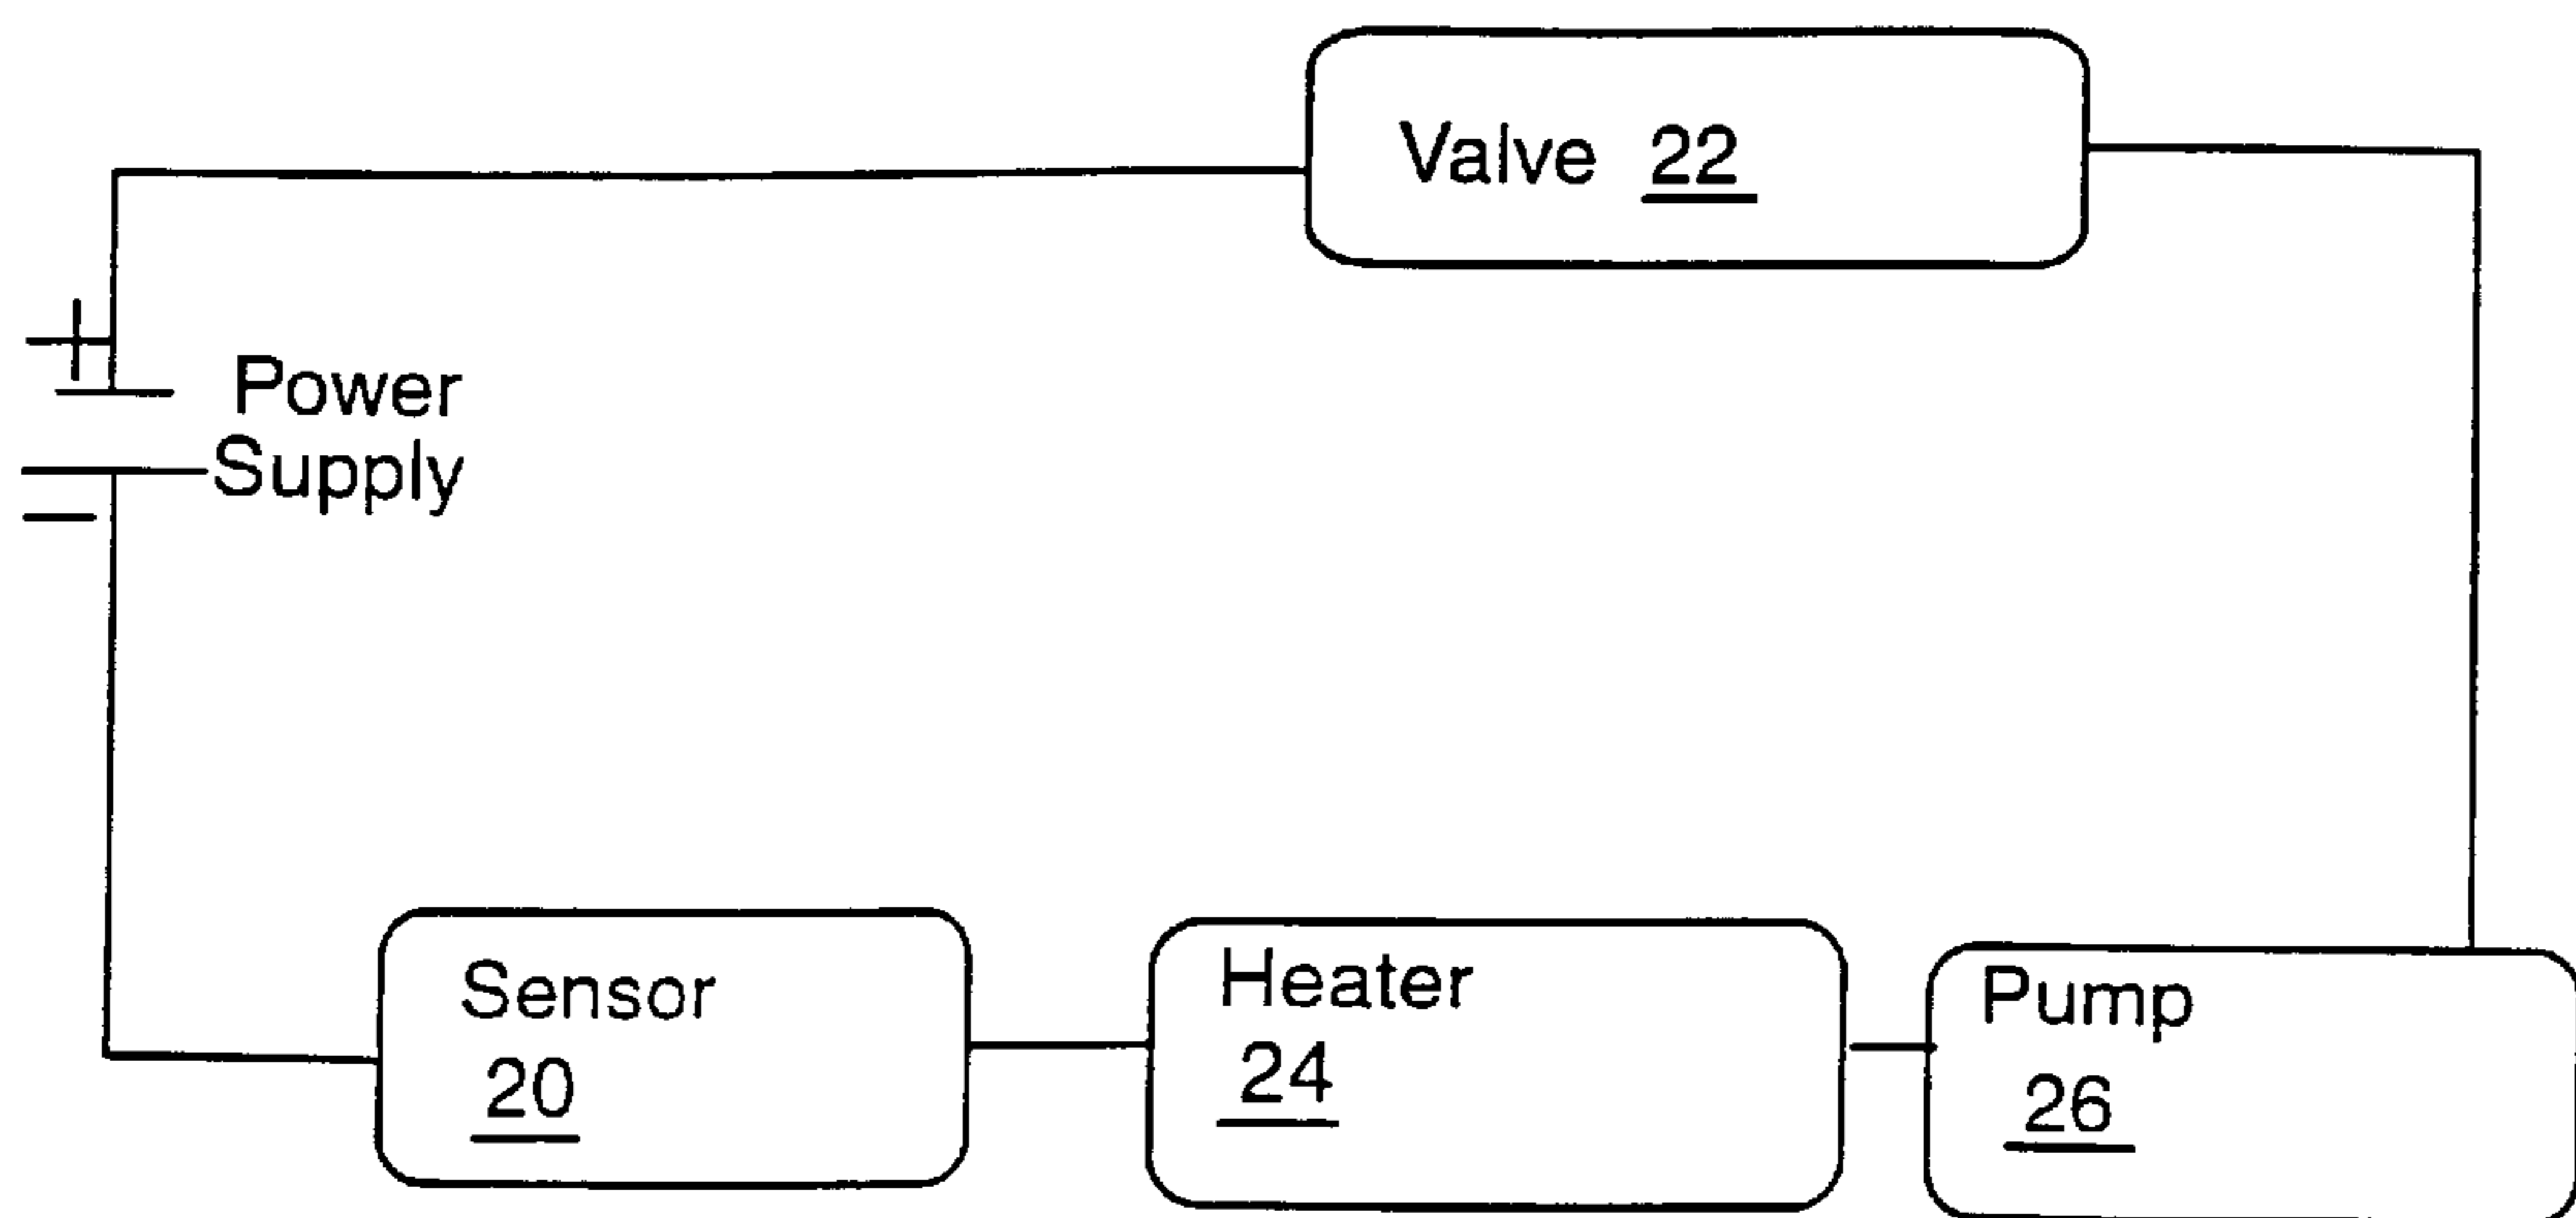 Valve 22
+
Power
Supply
−
Sensor
20
Heater
24
Pump
26